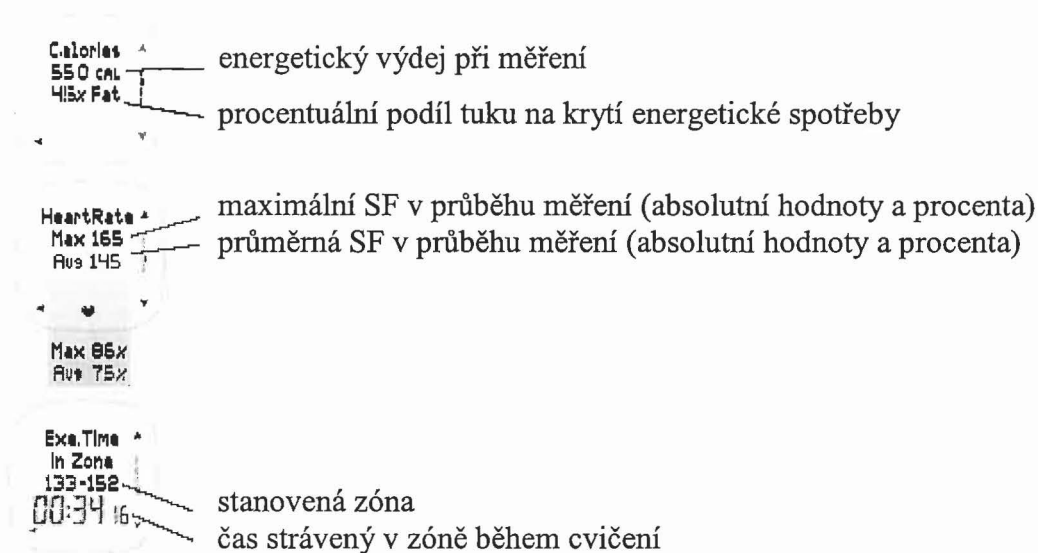 Calories
550 CAL
energetický výdej při měření
45% Fat
procentuální podíl tuku na krytí energetické spotřeby
HeartRate
maximální SF v průběhu měření (absolutní hodnoty a procenta)
Max 165
průměrná SF v průběhu měření (absolutní hodnoty a procenta)
Avg 145
Max 86%
Avg 75%
Exe.Time
In Zone
133-152
stanovená zóna
00:34 16
čas strávený v zóně během cvičení